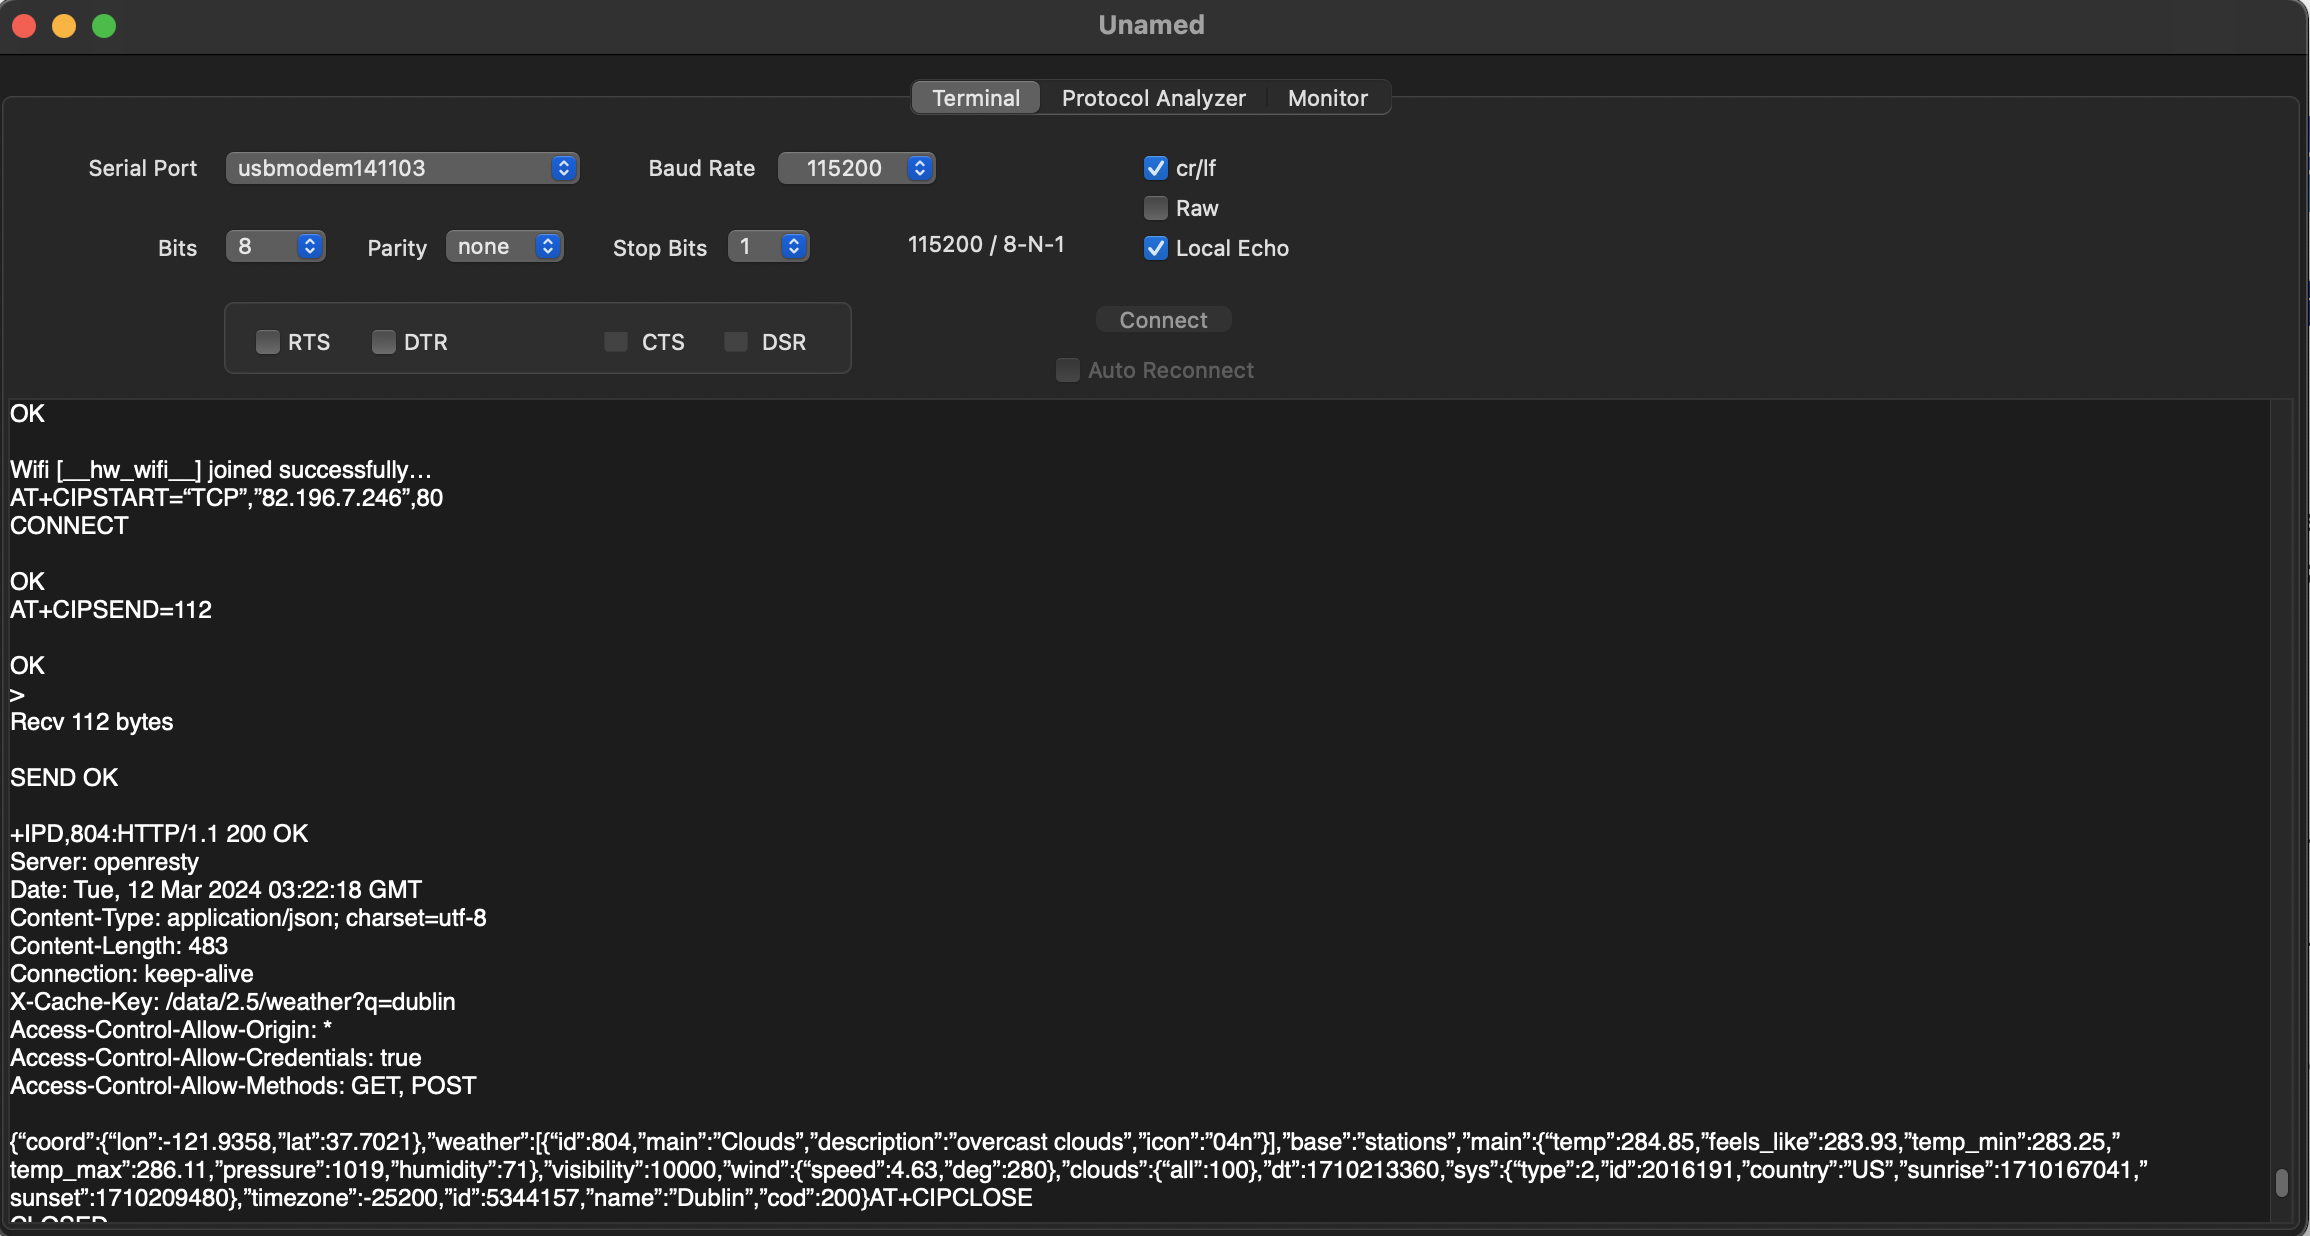 Unamed
Terminal Protocol Analyzer Monitor
Serial Port usbmodem141103 Baud Rate 115200 cr/lf
Raw
Bits 8 Parity none Stop Bits 1 115200 / 8-N-1 Local Echo
RTS DTR CTS DSR Connect
Auto Reconnect
OK
Wifi [__hw_wifi__] joined successfully...
AT+CIPSTART=“TCP”,”82.196.7.246”,80
CONNECT
OK
AT+CIPSEND=112
OK
>
Recv 112 bytes
SEND OK
+IPD,804:HTTP/1.1 200 OK
Server: openresty
Date: Tue, 12 Mar 2024 03:22:18 GMT
Content-Type: application/json; charset=utf-8
Content-Length: 483
Connection: keep-alive
X-Cache-Key: /data/2.5/weather?q=dublin
Access-Control-Allow-Origin: *
Access-Control-Allow-Credentials: true
Access-Control-Allow-Methods: GET, POST
{“coord”:{“lon”:-121.9358,”lat”:37.7021},”weather”:[{“id”:804,”main”:”Clouds”,”description”:”overcast clouds”,”icon”:”04n”}],”base”:”stations”,”main”:{“temp”:284.85,”feels_like”:283.93,”temp_min”:283.25,”
temp_max”:286.11,”pressure”:1019,”humidity”:71},”visibility”:10000,”wind”:{“speed”:4.63,”deg”:280},”clouds”:{“all”:100},”dt”:1710213360,”sys”:{“type”:2,”id”:2016191,”country”:”US”,”sunrise”:1710167041,”
sunset”:1710209480},”timezone”:-25200,”id”:5344157,”name”:”Dublin”,”cod”:200}AT+CIPCLOSE
CLOSED